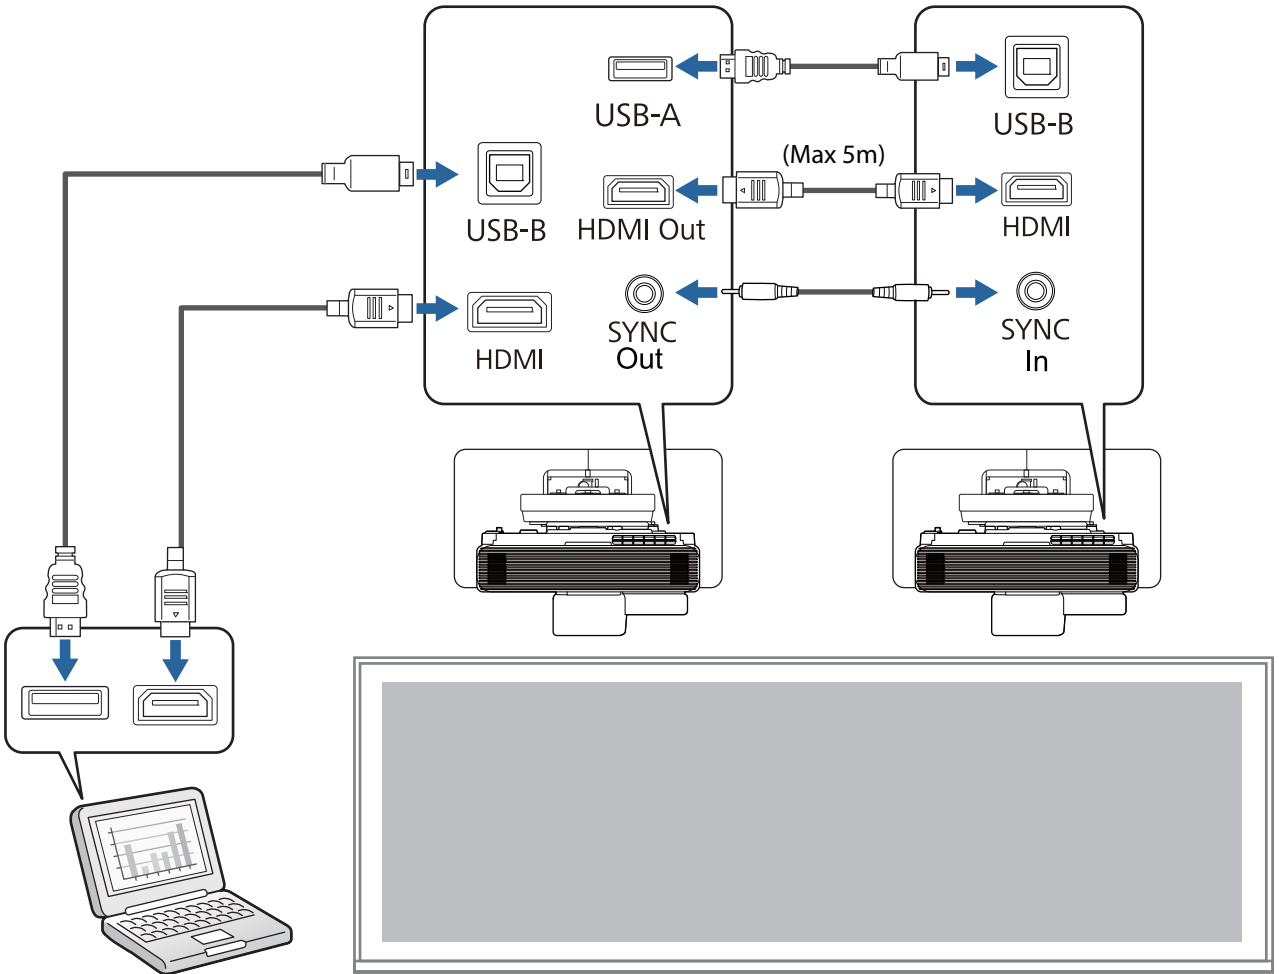 USB-A
USB-B
(Max 5m)
USB-B
HDMI Out
HDMI
HDMI
SYNC
Out
SYNC
In